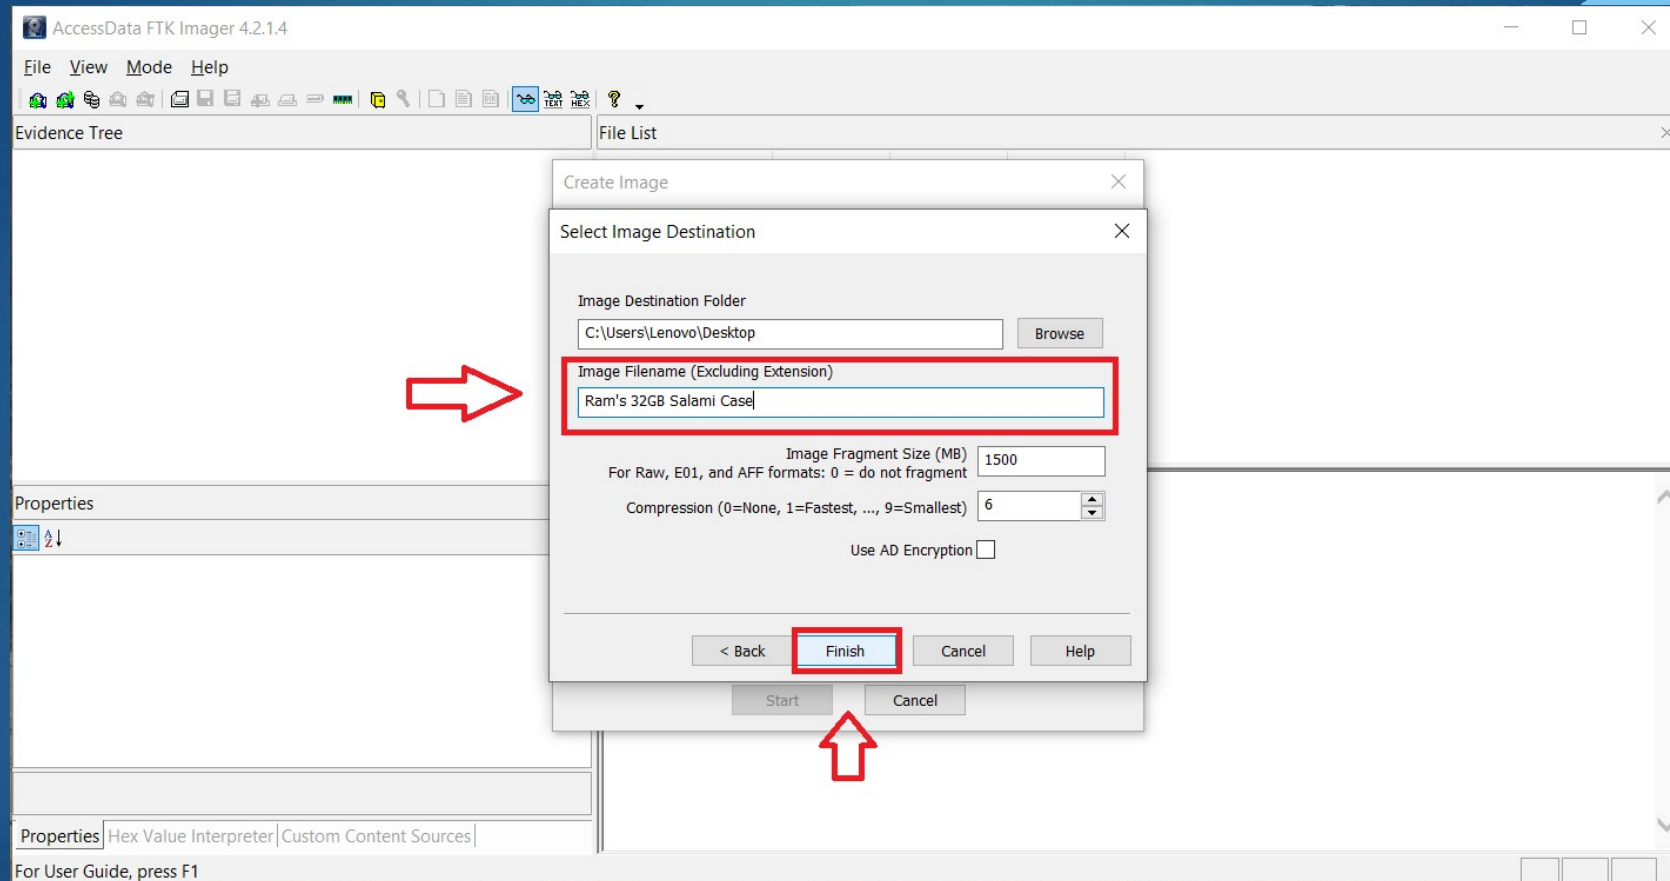 AccessData FTK Imager 4.2.1.4
File View Mode Help
TEXT HEX
Evidence Tree
File List
Create Image
Select Image Destination
Image Destination Folder
C:\Users\Lenovo\Desktop
Browse
Image Filename (Excluding Extension)
Ram's 32GB Salami Case
Image Fragment Size (MB)
For Raw, E01, and AFF formats: 0 = do not fragment
1500
Compression (0=None, 1=Fastest, ..., 9=Smallest)
6
Use AD Encryption
< Back
Finish
Cancel
Help
Start
Cancel
Properties
A
Z
Properties Hex Value Interpreter Custom Content Sources
For User Guide, press F1